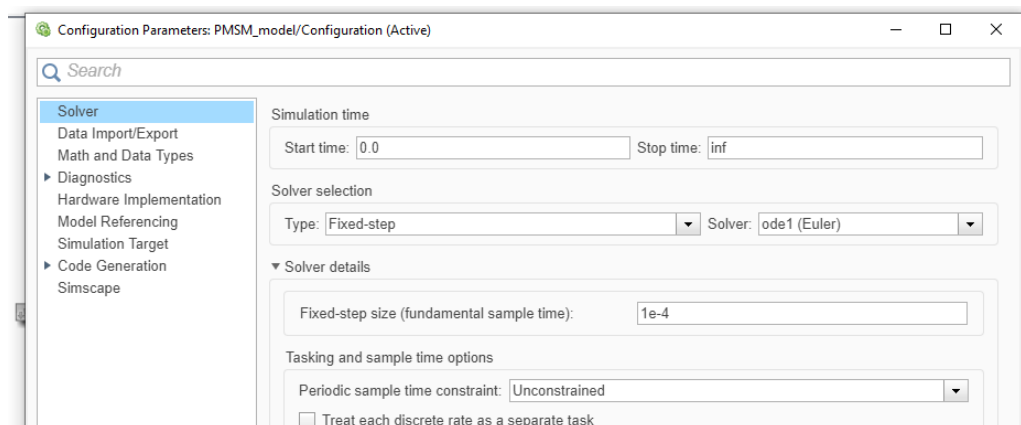 Configuration Parameters: PMSM_model/Configuration (Active)
Search
Solver
Data Import/Export
Math and Data Types
Diagnostics
Hardware Implementation
Model Referencing
Simulation Target
Code Generation
Simscape
Simulation time
Start time: 0.0 Stop time: inf
Solver selection
Type: Fixed-step Solver: ode1 (Euler)
Solver details
Fixed-step size (fundamental sample time): 1e-4
Tasking and sample time options
Periodic sample time constraint: Unconstrained
Treat each discrete rate as a separate task